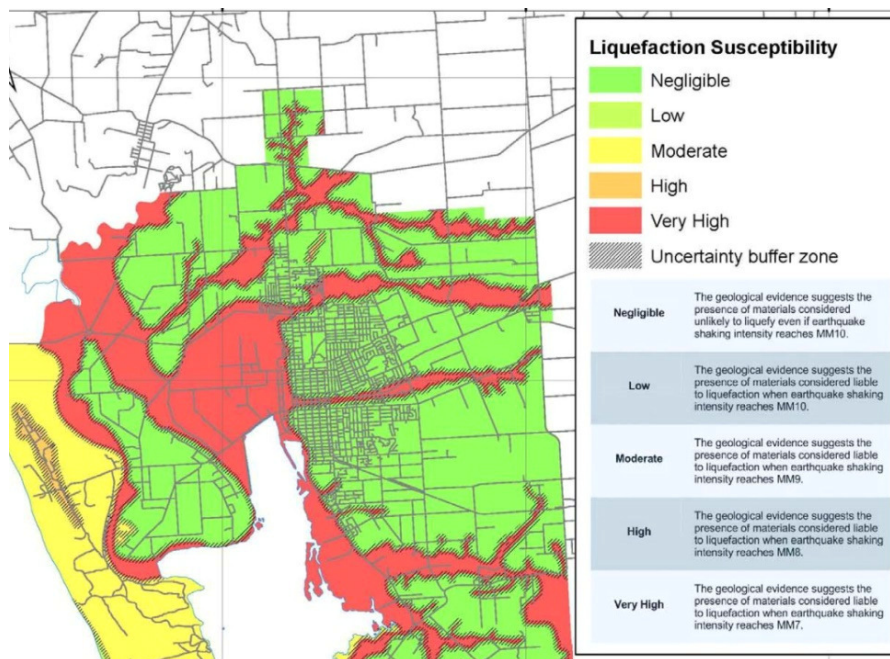 Liquefaction Susceptibility
Negligible
Low
Moderate
High
Very High
Uncertainty buffer zone
Negligible
The geological evidence suggests the
presence of materials considered
unlikely to liquefy even if earthquake
shaking intensity reaches MM10.
Low
The geological evidence suggests the
presence of materials considered liable
to liquefaction when earthquake shaking
intensity reaches MM10.
Moderate
The geological evidence suggests the
presence of materials considered liable
to liquefaction when earthquake shaking
intensity reaches MM9.
High
The geological evidence suggests the
presence of materials considered liable
to liquefaction when earthquake shaking
intensity reaches MM8.
Very High
The geological evidence suggests the
presence of materials considered liable
to liquefaction when earthquake shaking
intensity reaches MM7.